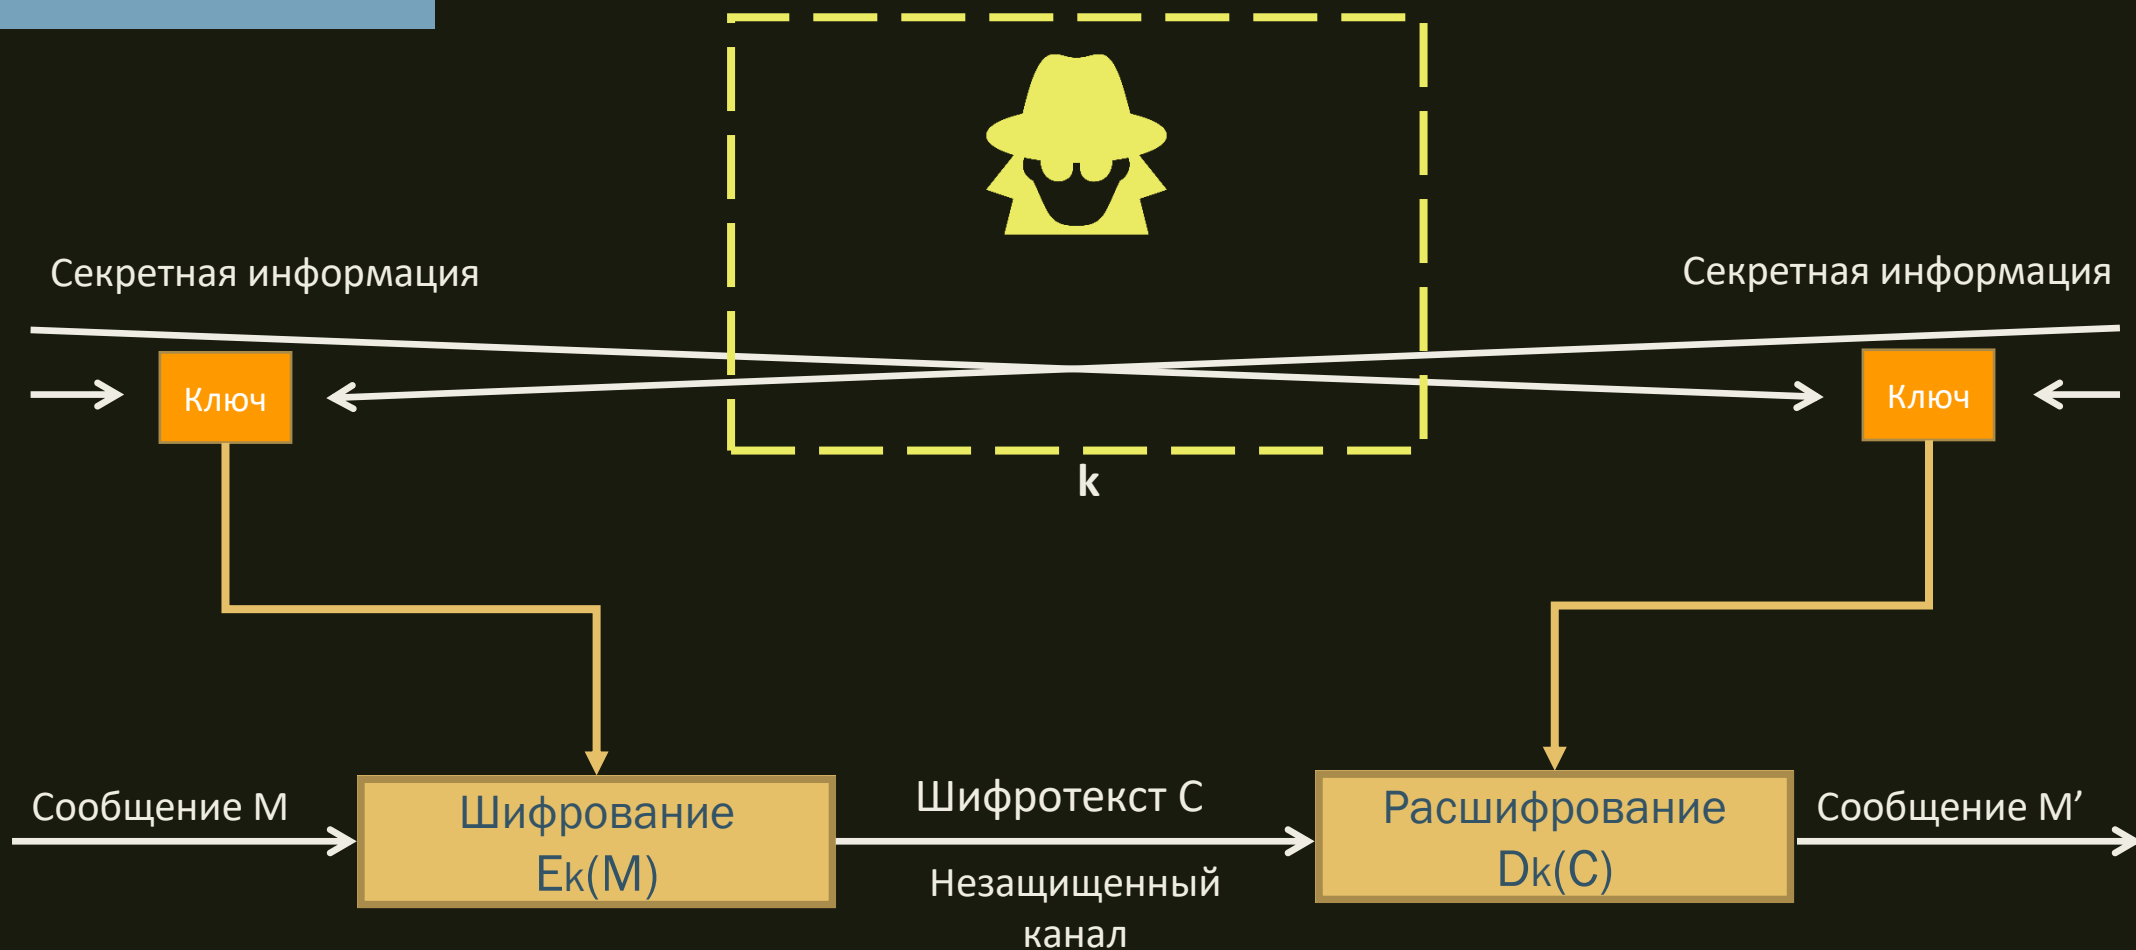 Секретная информация
Секретная информация
Ключ
Ключ
k
Сообщение М
Шифрование
Ek(M)
Шифротекст С
Незащищенный
канал
Расшифрование
Dk(C)
Сообщение М’